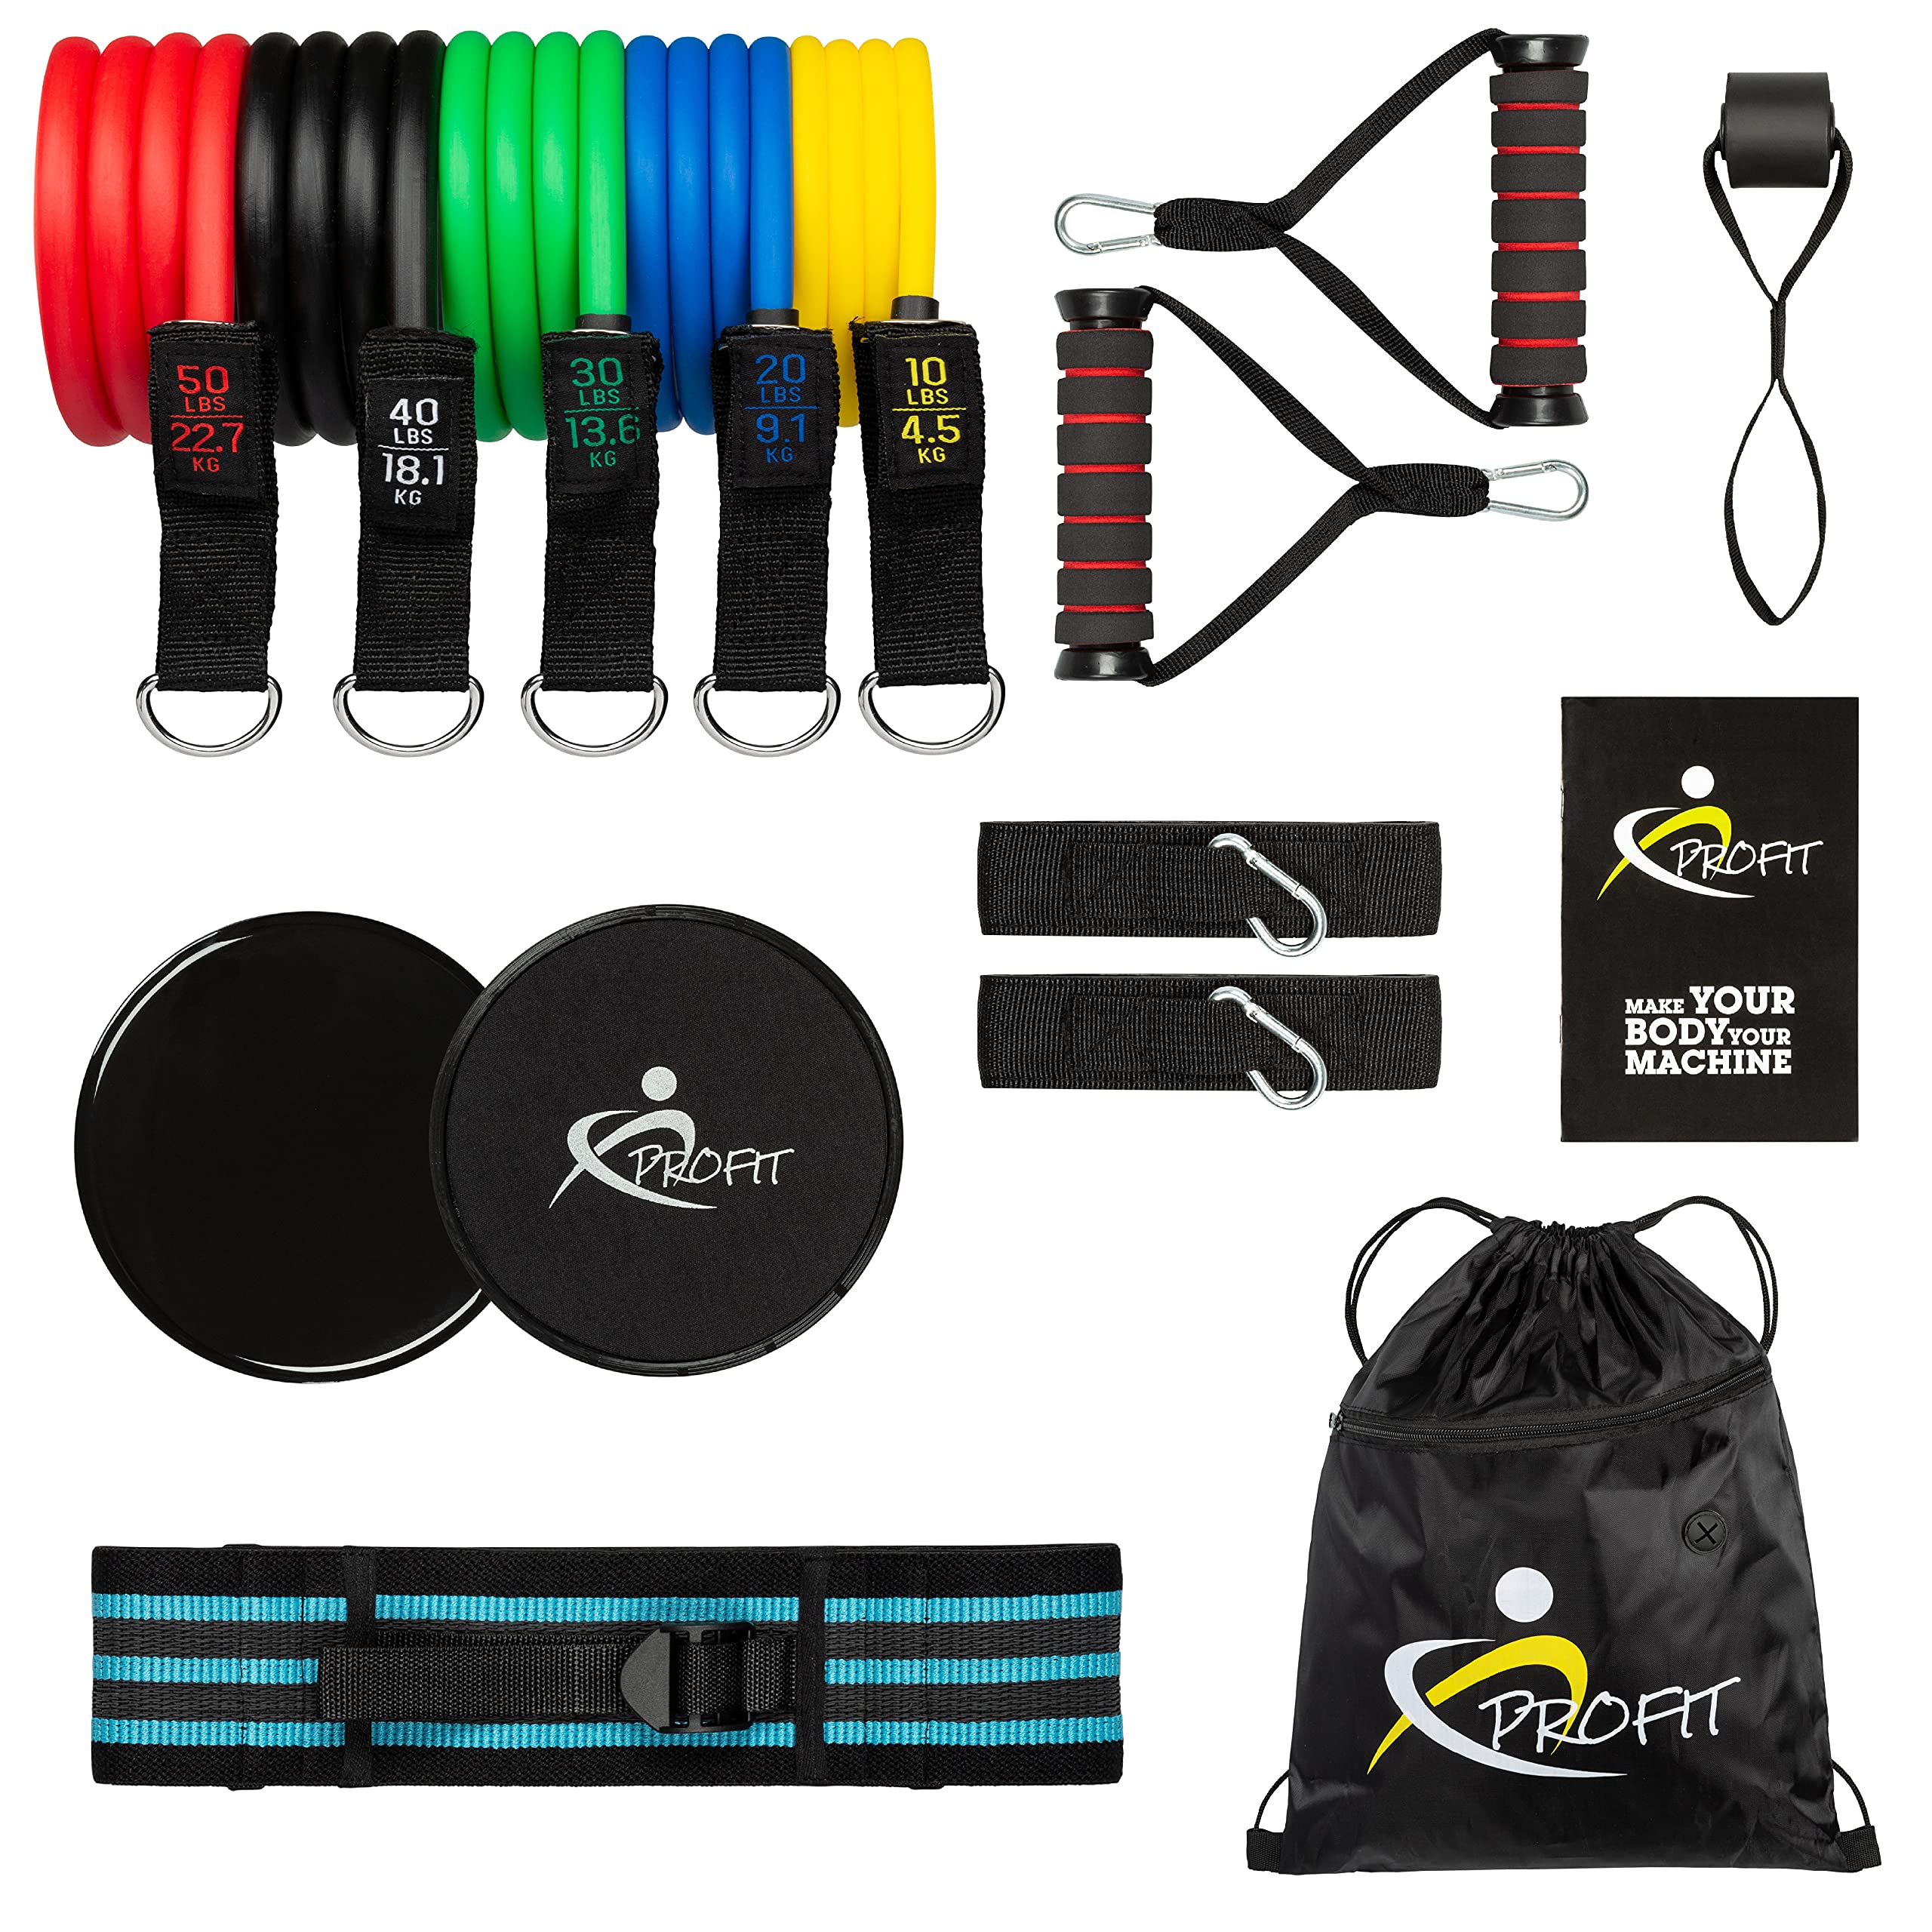 50
LBS
22.7
KG
40
LBS
18.1
KG
30
LBS
13.6
KG
20
LBS
9.1
KG
10
LBS
4.5
KG
PROFIT
MAKE YOUR
BODY YOUR
MACHINE
PROFIT
PROFIT